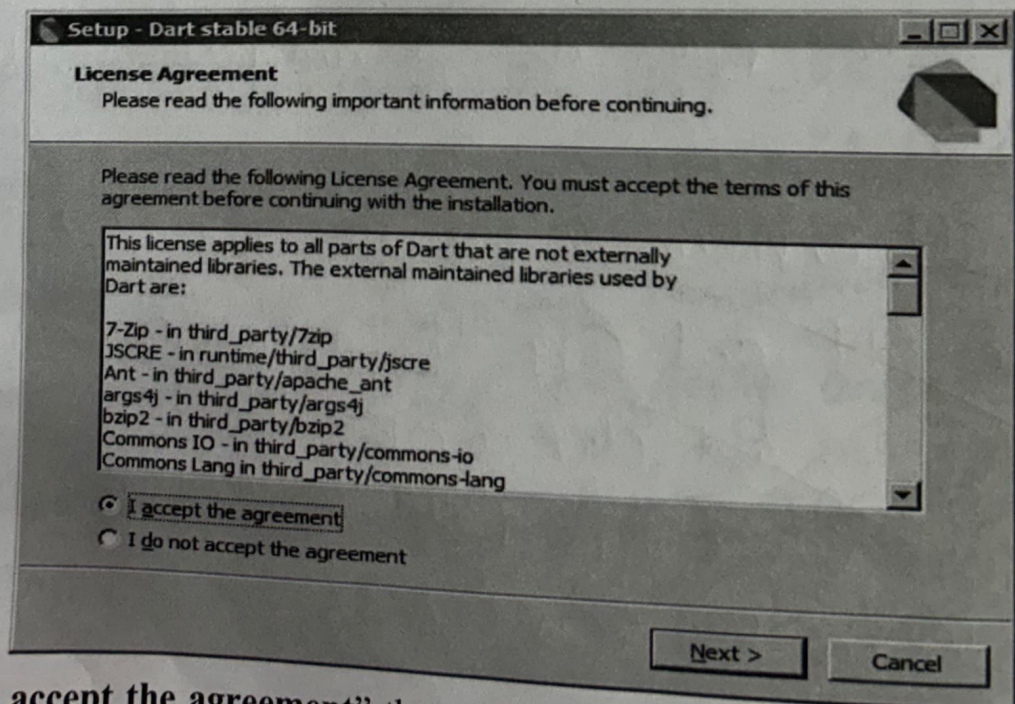 Setup - Dart stable 64-bit
License Agreement
Please read the following important information before continuing.
Please read the following License Agreement. You must accept the terms of this
agreement before continuing with the installation.
This license applies to all parts of Dart that are not externally
maintained libraries. The external maintained libraries used by
Dart are:
7-Zip - in third_party/7zip
JSCRE - in runtime/third_party/jscre
Ant - in third_party/apache_ant
args4j - in third_party/args4j
bzip2 - in third_party/bzip2
Commons IO - in third_party/commons-io
Commons Lang in third_party/commons-lang
I accept the agreement
I do not accept the agreement
Next >
Cancel
accept the agreement"